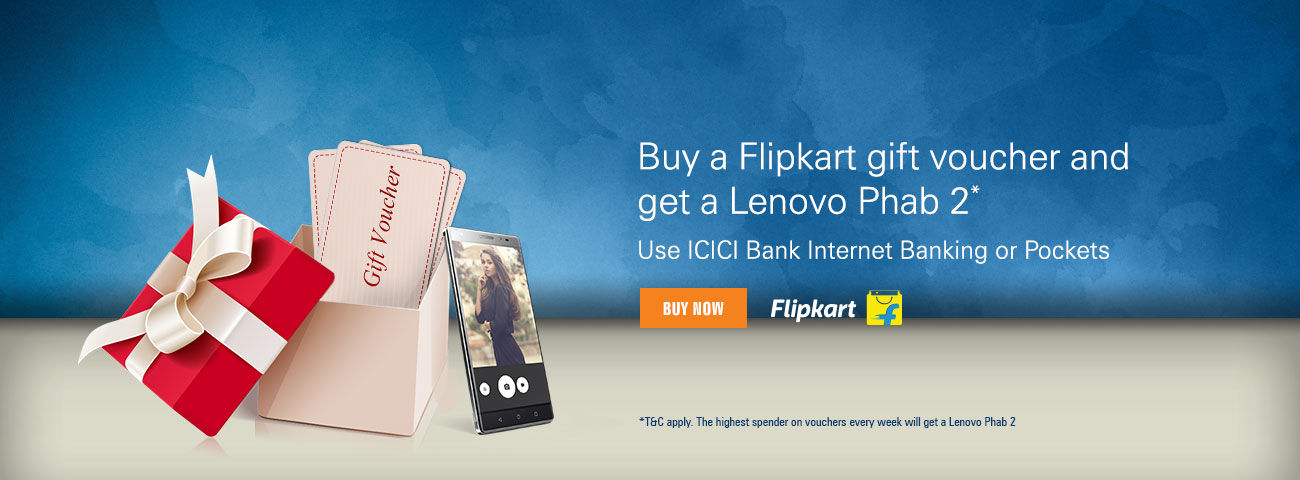 Gift Voucher
Buy a Flipkart gift voucher and
get a Lenovo Phab 2*
Use ICICI Bank Internet Banking or Pockets
BUY NOW
Flipkart
*T&C apply. The highest spender on vouchers every week will get a Lenovo Phab 2